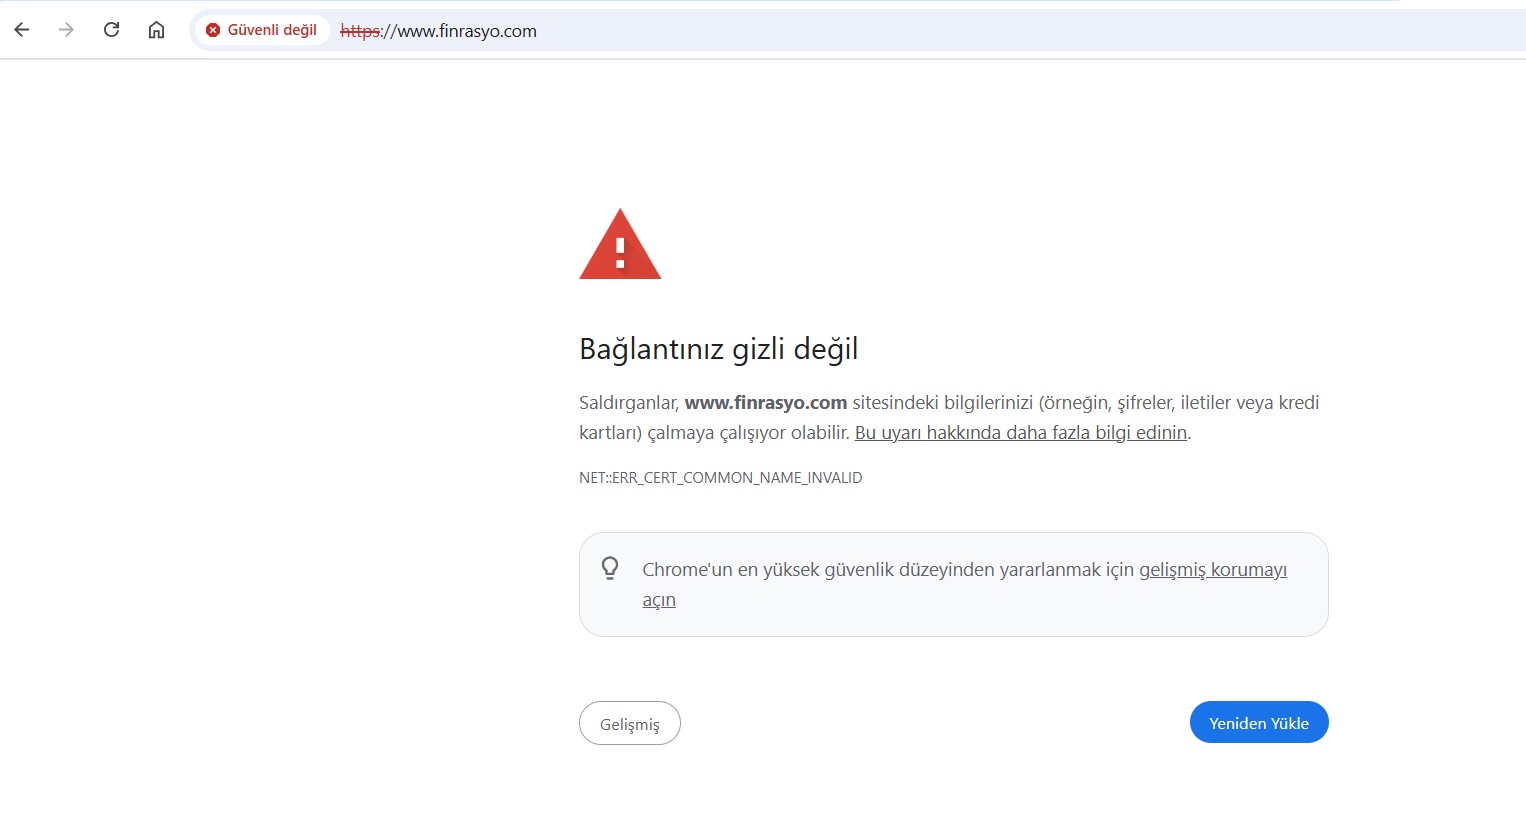 Güvenli değil https://www.finrasyo.com
Bağlantınız gizli değil
Saldırganlar, www.finrasyo.com sitesindeki bilgilerinizi (örneğin, şifreler, iletiler veya kredi
kartları) çalmaya çalışıyor olabilir. Bu uyarı hakkında daha fazla bilgi edinin.
NET::ERR_CERT_COMMON_NAME_INVALID
Chrome'un en yüksek güvenlik düzeyinden yararlanmak için gelişmiş korumayı
açın
Gelişmiş
Yeniden Yükle